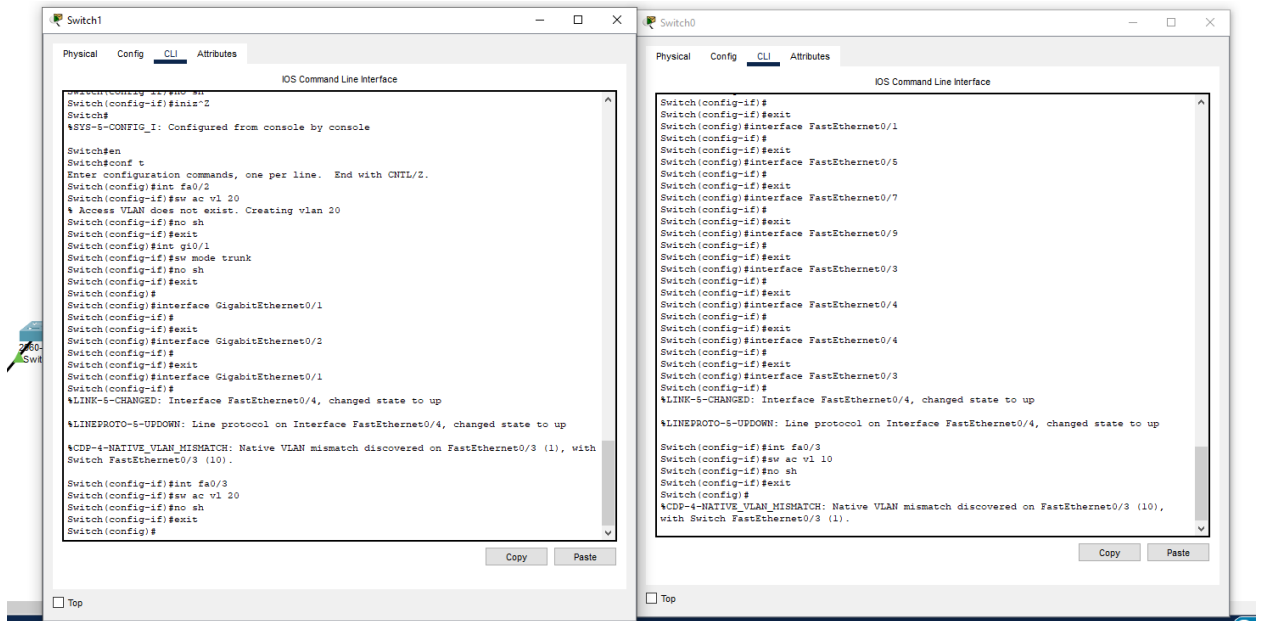 Switch1
Physical Config CLI Attributes
IOS Command Line Interface
Switch(config-if)#no sh
Switch(config-if)#iniz^Z
Switch#
%SYS-5-CONFIG_I: Configured from console by console
Switch#en
Switch#conf t
Enter configuration commands, one per line. End with CNTL/Z.
Switch(config)#int fa0/2
Switch(config-if)#sw ac vl 20
% Access VLAN does not exist. Creating vlan 20
Switch(config-if)#no sh
Switch(config-if)#exit
Switch(config)#int gi0/1
Switch(config-if)#sw mode trunk
Switch(config-if)#no sh
Switch(config-if)#exit
Switch(config)#
Switch(config)#interface GigabitEthernet0/1
Switch(config-if)#
Switch(config-if)#exit
Switch(config)#interface GigabitEthernet0/2
Switch(config-if)#
Switch(config-if)#exit
Switch(config)#interface GigabitEthernet0/1
Switch(config-if)#
%LINK-5-CHANGED: Interface FastEthernet0/4, changed state to up
%LINEPROTO-5-UPDOWN: Line protocol on Interface FastEthernet0/4, changed state to up
%CDP-4-NATIVE_VLAN_MISMATCH: Native VLAN mismatch discovered on FastEthernet0/3 (1), with
Switch FastEthernet0/3 (10).
Switch(config-if)#int fa0/3
Switch(config-if)#sw ac vl 20
Switch(config-if)#no sh
Switch(config-if)#exit
Switch(config)#
Copy Paste
Top
Switch0
Physical Config CLI Attributes
IOS Command Line Interface
Switch(config-if)#
Switch(config-if)#exit
Switch(config)#interface FastEthernet0/1
Switch(config-if)#
Switch(config-if)#exit
Switch(config)#interface FastEthernet0/5
Switch(config-if)#
Switch(config-if)#exit
Switch(config)#interface FastEthernet0/7
Switch(config-if)#
Switch(config-if)#exit
Switch(config)#interface FastEthernet0/9
Switch(config-if)#
Switch(config-if)#exit
Switch(config)#interface FastEthernet0/3
Switch(config-if)#
Switch(config-if)#exit
Switch(config)#interface FastEthernet0/4
Switch(config-if)#
Switch(config-if)#exit
Switch(config)#interface FastEthernet0/4
Switch(config-if)#
Switch(config-if)#exit
Switch(config)#interface FastEthernet0/3
Switch(config-if)#
%LINK-5-CHANGED: Interface FastEthernet0/4, changed state to up
%LINEPROTO-5-UPDOWN: Line protocol on Interface FastEthernet0/4, changed state to up
Switch(config-if)#int fa0/3
Switch(config-if)#sw ac vl 10
Switch(config-if)#no sh
Switch(config-if)#exit
Switch(config)#
%CDP-4-NATIVE_VLAN_MISMATCH: Native VLAN mismatch discovered on FastEthernet0/3 (10),
with Switch FastEthernet0/3 (1).
Copy Paste
Top